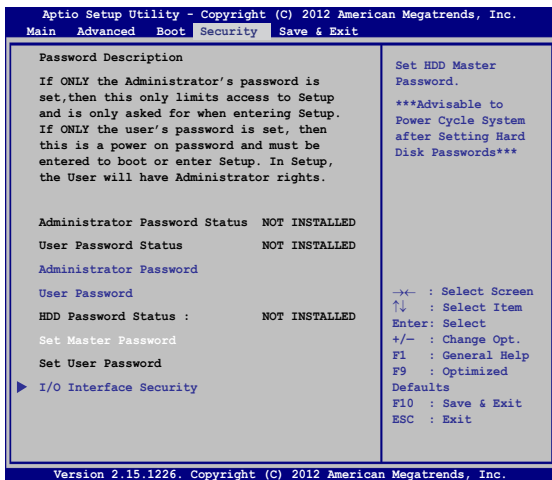 Aptio Setup Utility - Copyright (C) 2012 American Megatrends, Inc.
Main Advanced Boot Security Save & Exit
Password Description
If ONLY the Administrator's password is
set,then this only limits access to Setup
and is only asked for when entering Setup.
If ONLY the user's password is set, then
this is a power on password and must be
entered to boot or enter Setup. In Setup,
the User will have Administrator rights.
Administrator Password Status NOT INSTALLED
User Password Status NOT INSTALLED
Administrator Password
User Password
HDD Password Status : NOT INSTALLED
Set Master Password
Set User Password
I/O Interface Security
Set HDD Master
Password.
***Advisable to
Power Cycle System
after Setting Hard
Disk Passwords***
→← : Select Screen
↑↓ : Select Item
Enter: Select
+/— : Change Opt.
F1 : General Help
F9 : Optimized
Defaults
F10 : Save & Exit
ESC : Exit
Version 2.15.1226. Copyright (C) 2012 American Megatrends, Inc.